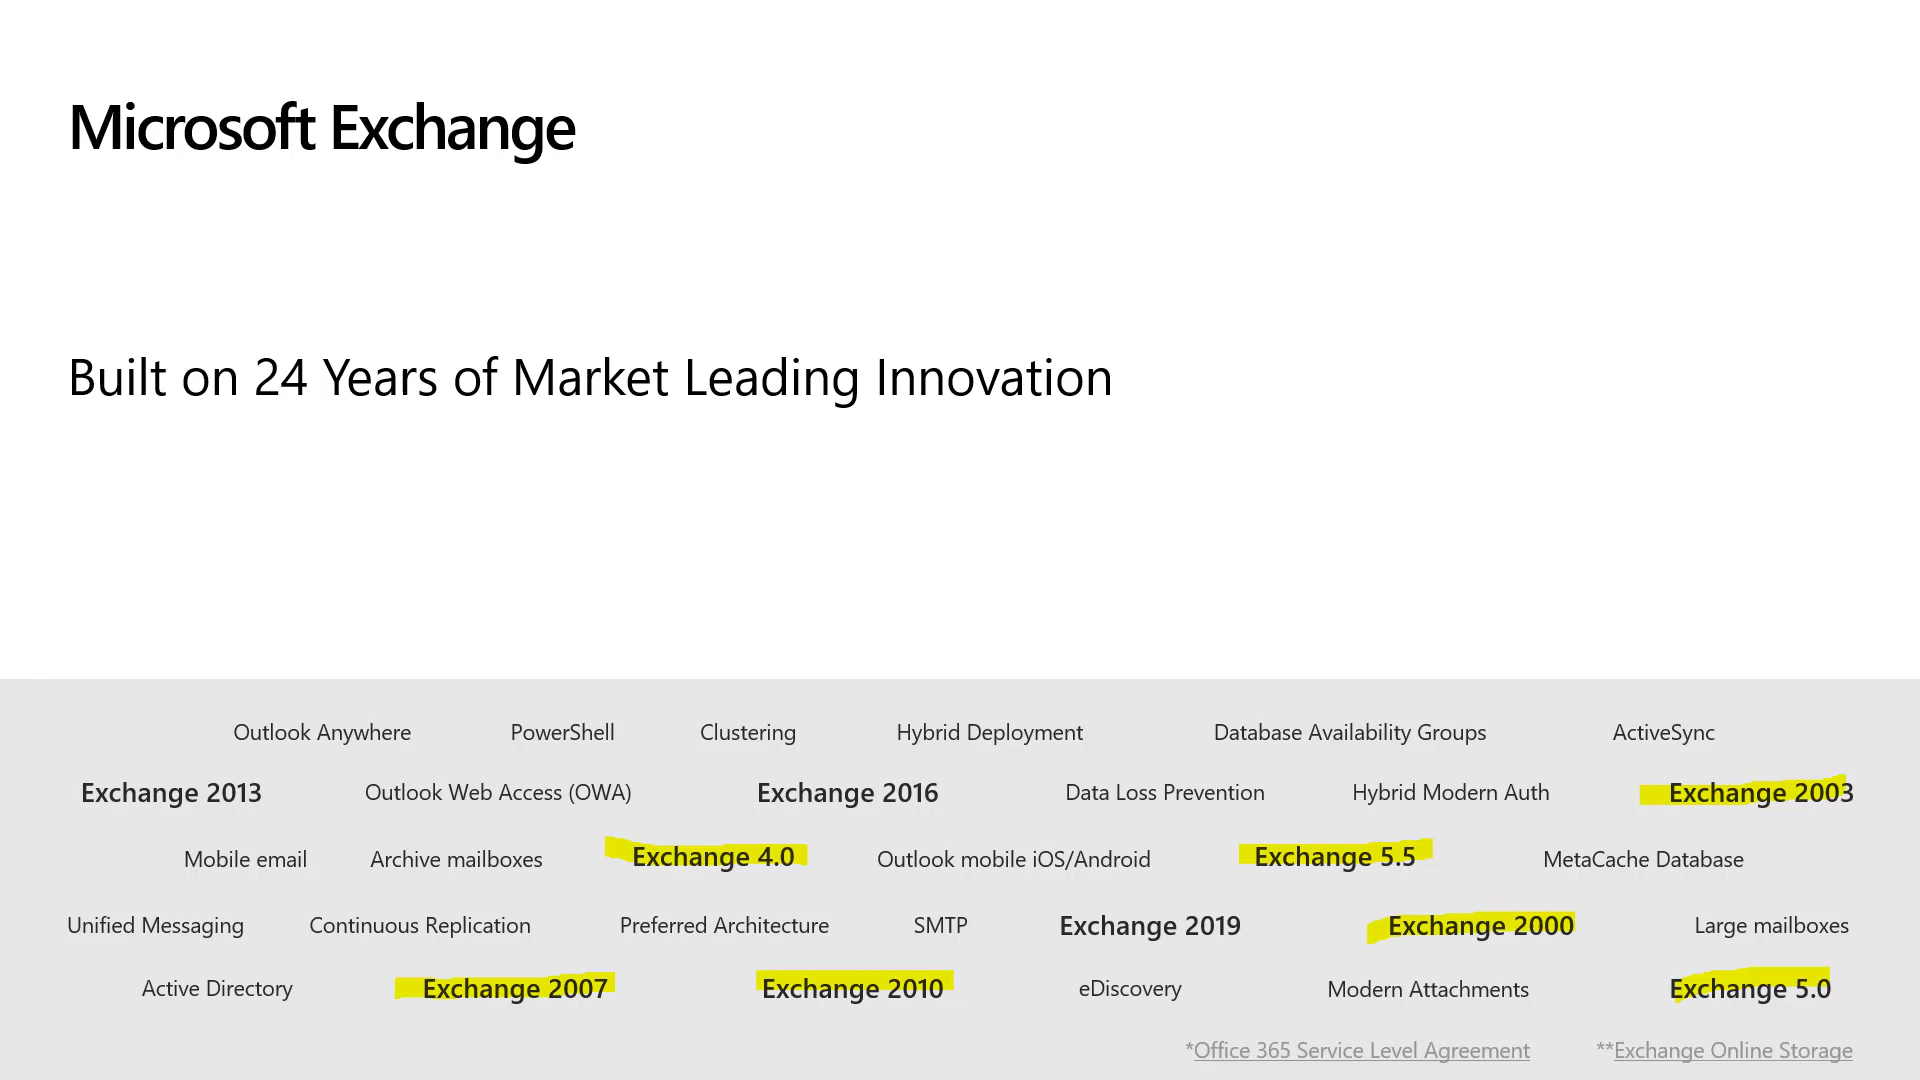 Microsoft Exchange
Built on 24 Years of Market Leading Innovation
Outlook Anywhere PowerShell Clustering Hybrid Deployment Database Availability Groups ActiveSync
Exchange 2013 Outlook Web Access (OWA) Exchange 2016 Data Loss Prevention Hybrid Modern Auth Exchange 2003
Mobile email Archive mailboxes Exchange 4.0 Outlook mobile iOS/Android Exchange 5.5 MetaCache Database
Unified Messaging Continuous Replication Preferred Architecture SMTP Exchange 2019 Exchange 2000 Large mailboxes
Active Directory Exchange 2007 Exchange 2010 eDiscovery Modern Attachments Exchange 5.0
*Office 365 Service Level Agreement **Exchange Online Storage